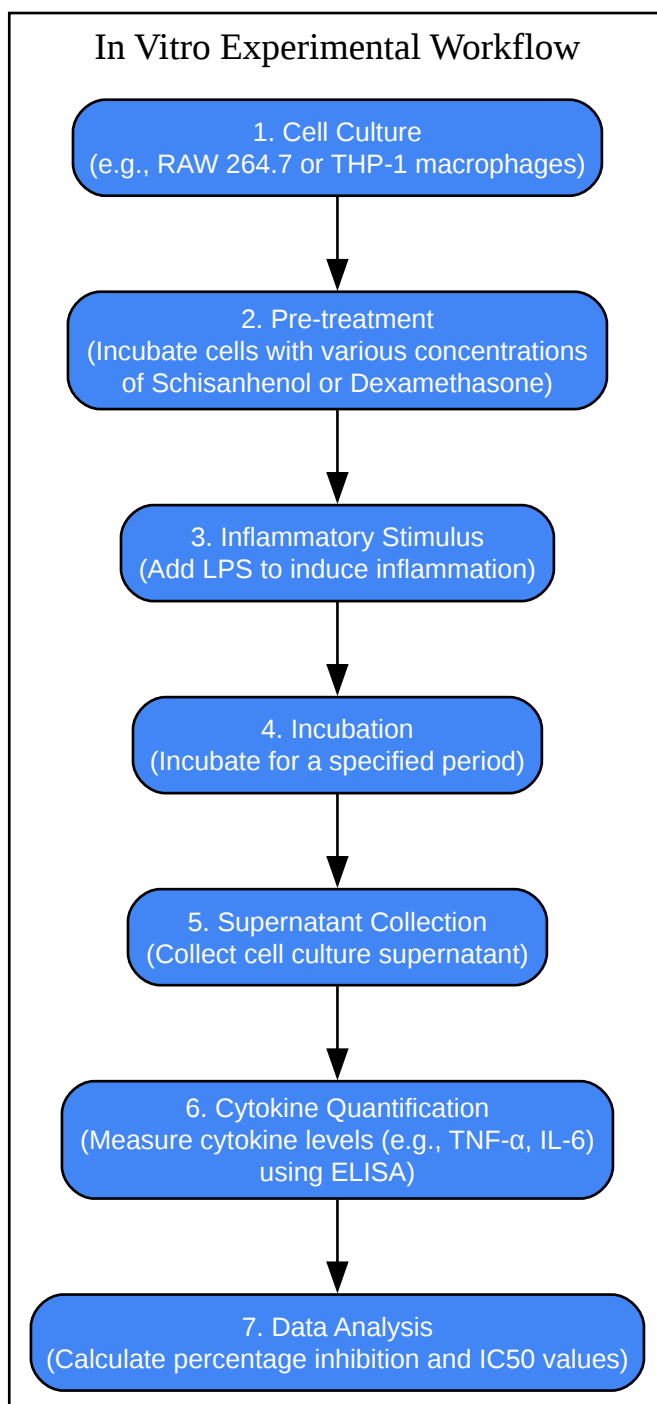 In Vitro Experimental Workflow
1. Cell Culture
(e.g., RAW 264.7 or THP-1 macrophages)
2. Pre-treatment
(Incubate cells with various concentrations
of Schisanhenol or Dexamethasone)
3. Inflammatory Stimulus
(Add LPS to induce inflammation)
4. Incubation
(Incubate for a specified period)
5. Supernatant Collection
(Collect cell culture supernatant)
6. Cytokine Quantification
(Measure cytokine levels (e.g., TNF-α, IL-6)
using ELISA)
7. Data Analysis
(Calculate percentage inhibition and IC50 values)